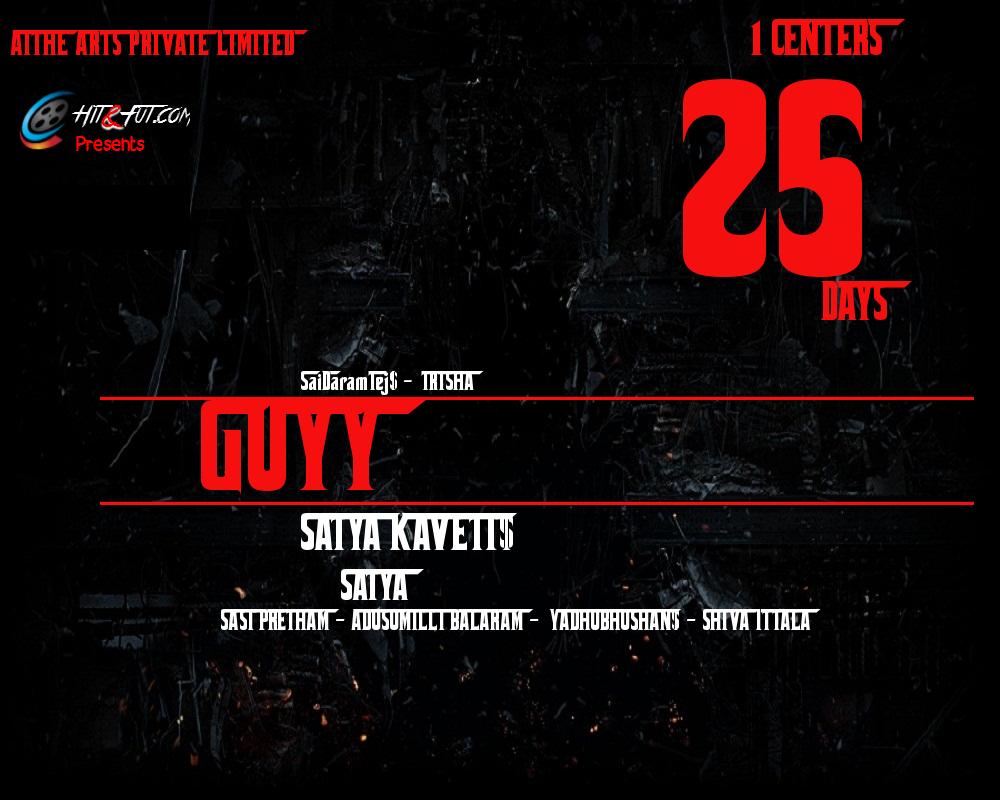 ATTHE ARTS PRIVATE LIMITED
1 CENTERS
HIT&FUT.COM
Presents
25
DAYS
SaiDaramTej$ - TRISHA
GUYY
SATYA KAVETI$
SATYA
SASI PRETHAM - ADUSUMILLI BALARAM - YADHUBHUSHAN$ - SHIVA ITTALA